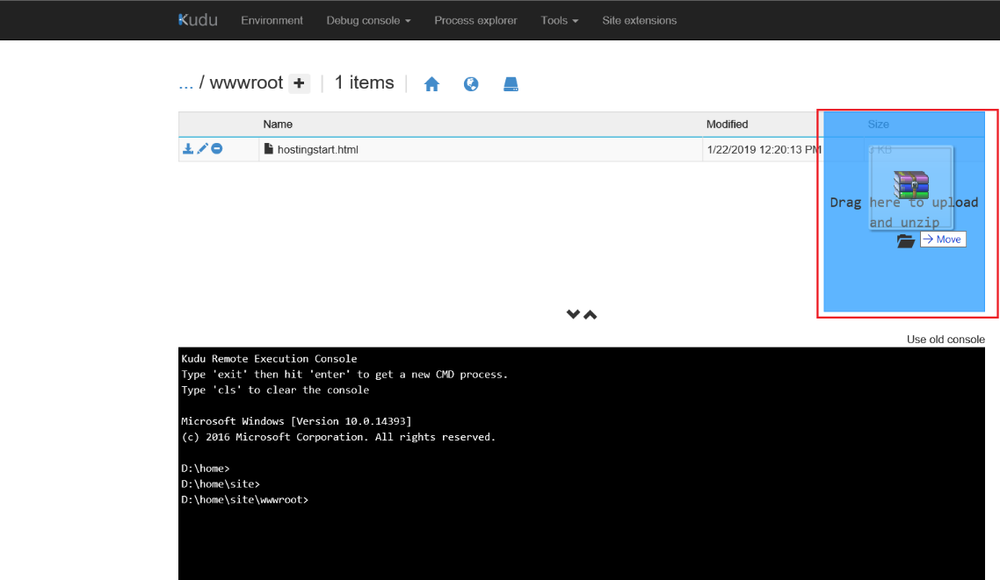 Kudu Environment Debug console Process explorer Tools Site extensions
... / wwwroot + | 1 items |
Name Modified Size
hostingstart.html 1/22/2019 12:20:13 PM 3 KB
Drag here to upload
and unzip
→ Move
Use old console
Kudu Remote Execution Console
Type 'exit' then hit 'enter' to get a new CMD process.
Type 'cls' to clear the console
Microsoft Windows [Version 10.0.14393]
(c) 2016 Microsoft Corporation. All rights reserved.
D:\home>
D:\home\site>
D:\home\site\wwwroot>